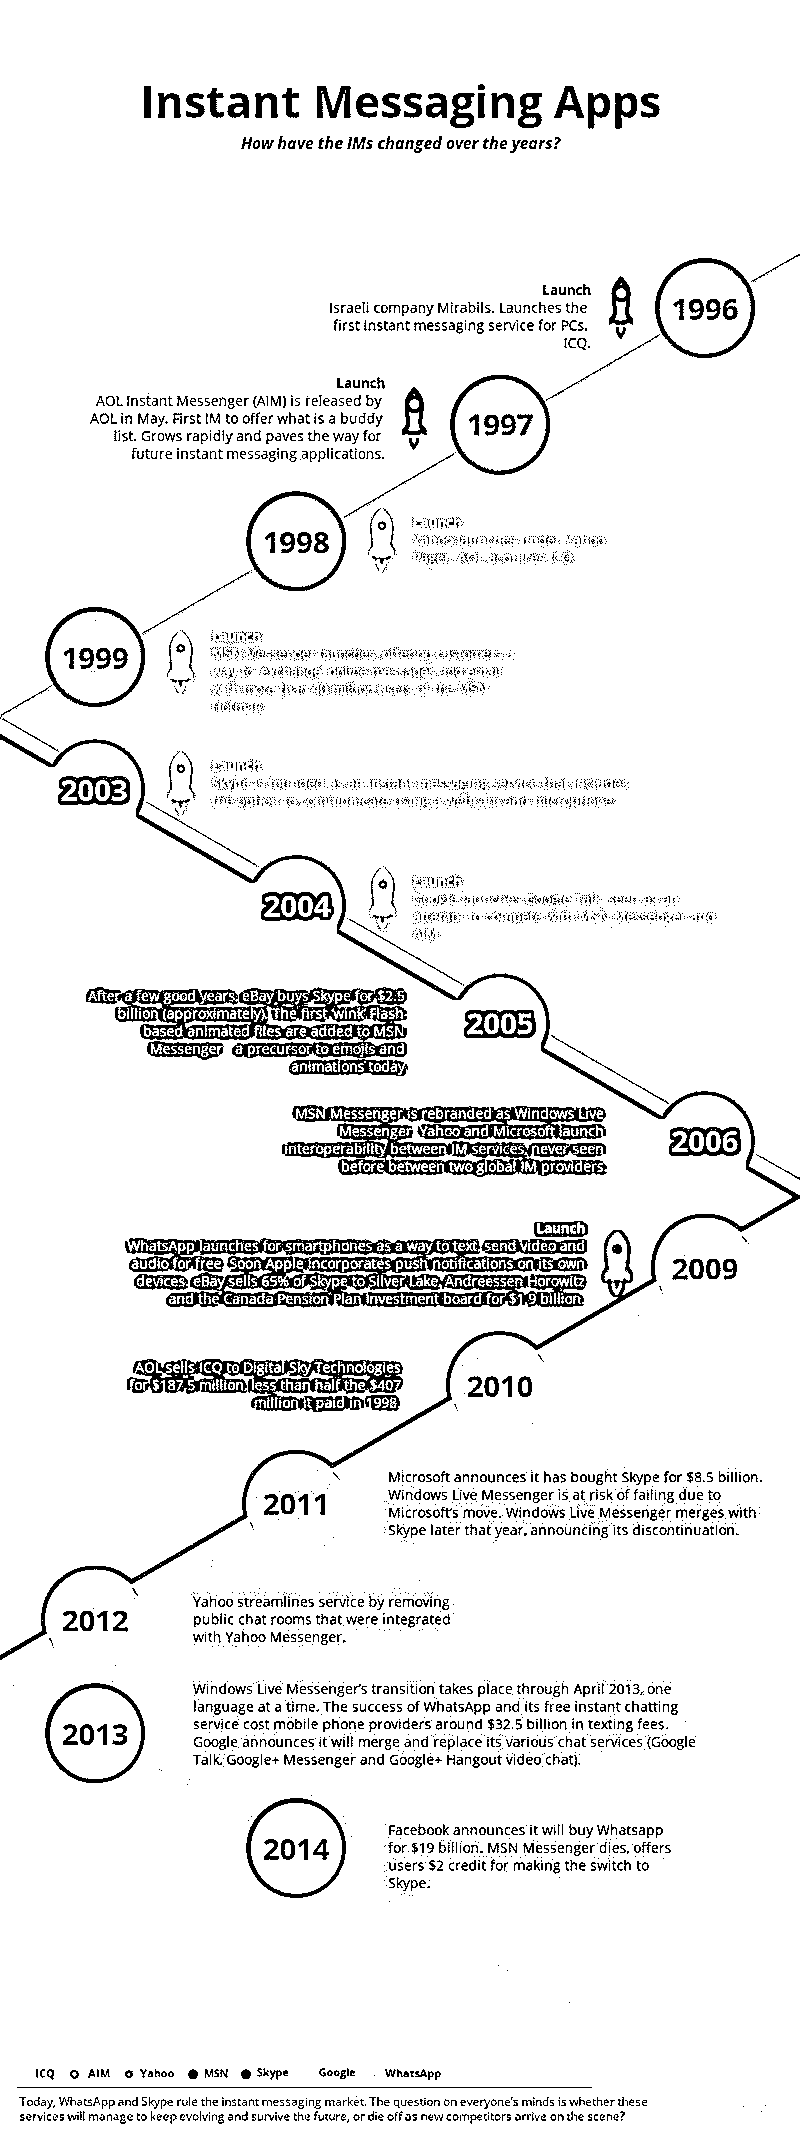 Instant Messaging Apps
How have the IMs changed over the years?
1996
Launch
Israeli company Mirabils. Launches the
first instant messaging service for PCs,
ICQ.
1997
Launch
AOL Instant Messenger (AIM) is released by
AOL in May. First IM to offer what is a buddy
list. Grows rapidly and paves the way for
future instant messaging applications.
1998
Launch
1999
Launch
2003
Launch
2004
Launch
2005
After a few good years, eBay buys Skype for $2.5
billion (approximately). The first wink Flash
based animated files are added to MSN
Messenger a precursor to emojis and
animations today
2006
MSN Messenger is rebranded as Windows Live
Messenger. Yahoo and Microsoft launch
interoperability between IM services, never seen
before between two global IM providers
2009
Launch
WhatsApp launches for smartphones as a way to text, send video and
audio for free. Soon Apple incorporates push notifications on its own
devices. eBay sells 65% of Skype to Silver Lake, Andreessen Horowitz
and the Canada Pension Plan Investment board for $1.9 billion.
2010
AOL sells ICQ to Digital Sky Technologies
for $187.5 million, less than half the $407
million it paid in 1998.
2011
Microsoft announces it has bought Skype for $8.5 billion.
Windows Live Messenger is at risk of failing due to
Microsoft's move. Windows Live Messenger merges with
Skype later that year, announcing its discontinuation.
2012
Yahoo streamlines service by removing
public chat rooms that were integrated
with Yahoo Messenger.
2013
Windows Live Messenger's transition takes place through April 2013, one
language at a time. The success of WhatsApp and its free instant chatting
service cost mobile phone providers around $32.5 billion in texting fees.
Google announces it will merge and replace its various chat services (Google
Talk, Google+ Messenger and Google+ Hangout video chat).
2014
Facebook announces it will buy Whatsapp
for $19 billion. MSN Messenger dies, offers
users $2 credit for making the switch to
Skype.
ICQ AIM Yahoo MSN Skype Google WhatsApp
Today, WhatsApp and Skype rule the instant messaging market. The question on everyone's minds is whether these
services will manage to keep evolving and survive the future, or die off as new competitors arrive on the scene?